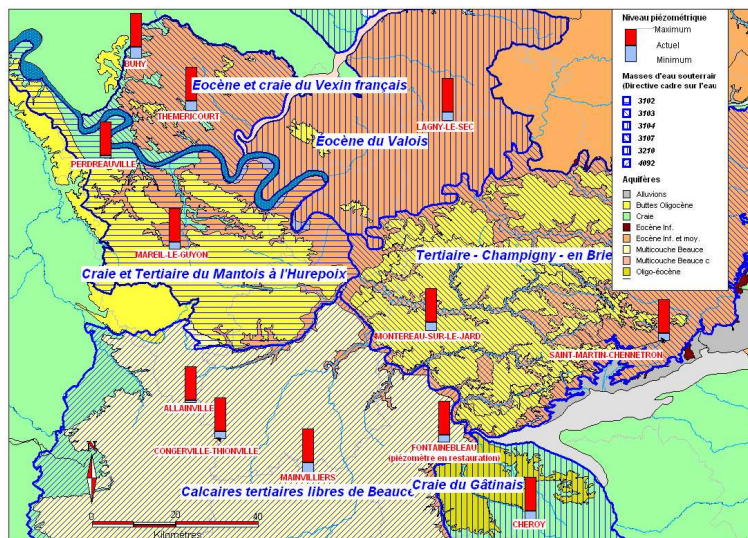 Niveau piézométrique
Maximum
Actuel
Minimum
Masses d'eau souterrair
(Directive cadre sur l'eau
3102
3103
3104
3107
3210
4092
Aquifères
Alluvions
Buttes Oligocène
Craie
Eocène Inf.
Eocène Inf. et moy.
Multicouche Beauce
Multicouche Beauce c
Oligo-éocène
BUHY
Eocène et craie du Vexin français
THEMERICOURT
LAGNY-LE-SEC
Eocène du Valois
PERDREAUVILLE
MAREIL-LE-GUYON
Tertiaire - Champigny - en Brie
Craie et Tertiaire du Mantois à l'Hurepoix
MONTEREAU-SUR-LE-JARD
SAINT-MARTIN-CHENNETRON
ALLAINVILLE
CONGERVILLE-THIONVILLE
FONTAINEBLEAU
(piézomètre en restauration)
MAINVILLIERS
N
Calcaires tertiaires libres de Beauce
Craie du Gâtinais
CHEROY
0 20 40
Kilomètres